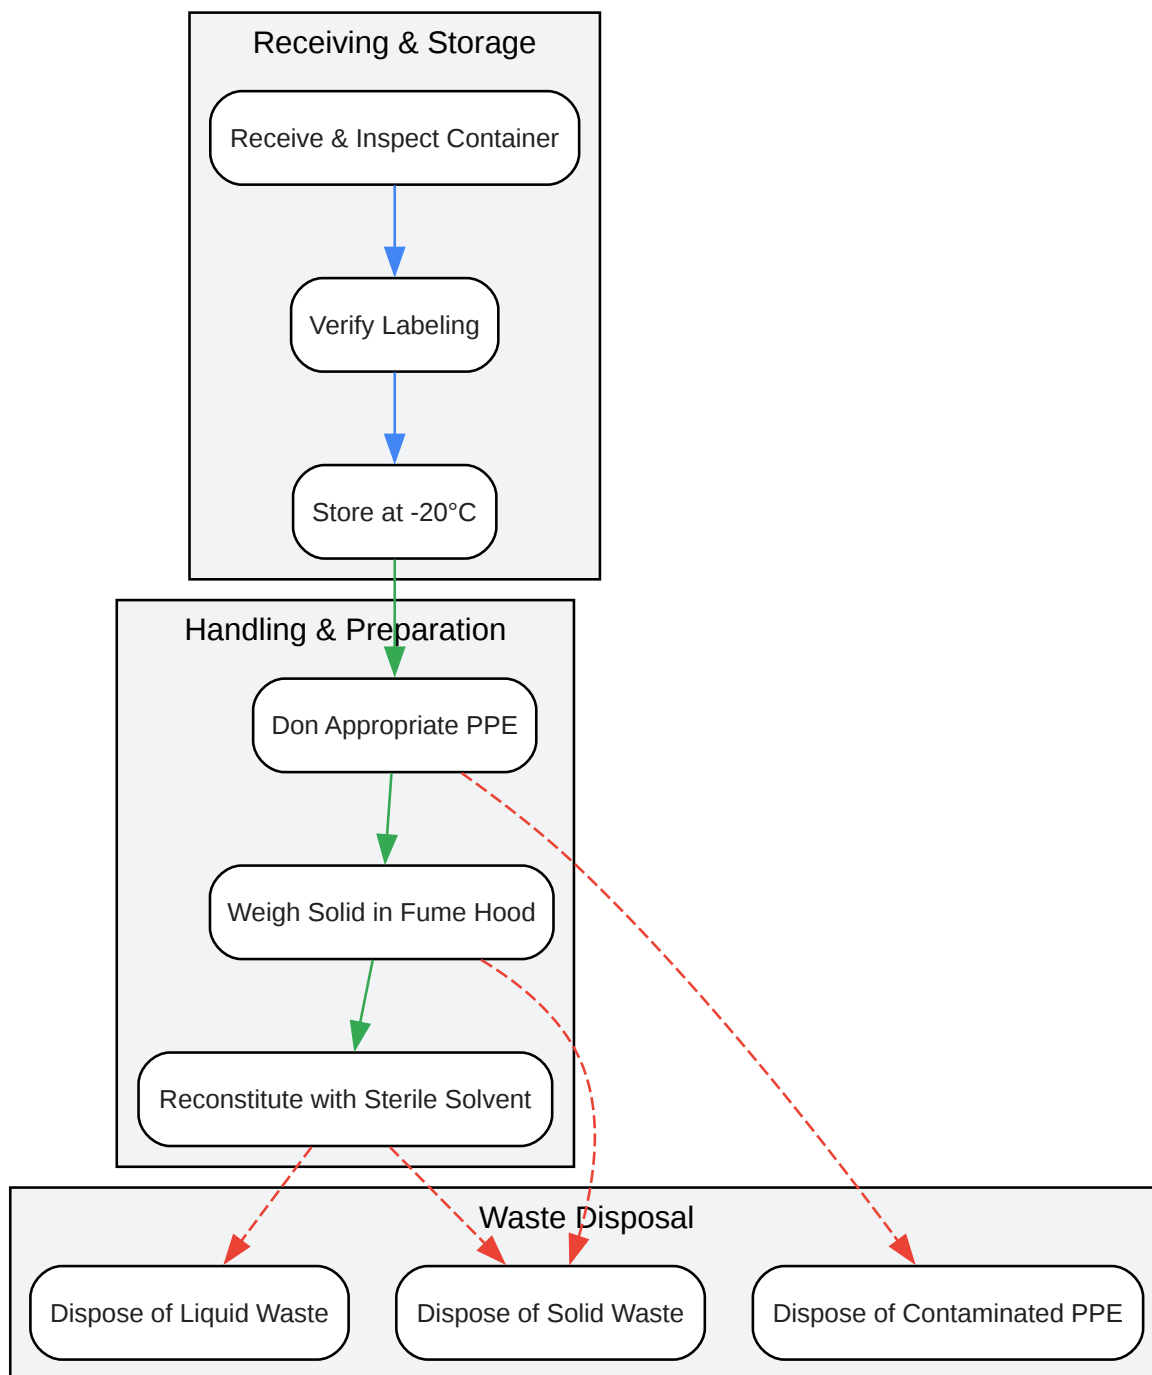 Receiving & Storage
Receive & Inspect Container
Verify Labeling
Store at -20°C
Handling & Preparation
Don Appropriate PPE
Weigh Solid in Fume Hood
Reconstitute with Sterile Solvent
Waste Disposal
Dispose of Liquid Waste
Dispose of Solid Waste
Dispose of Contaminated PPE